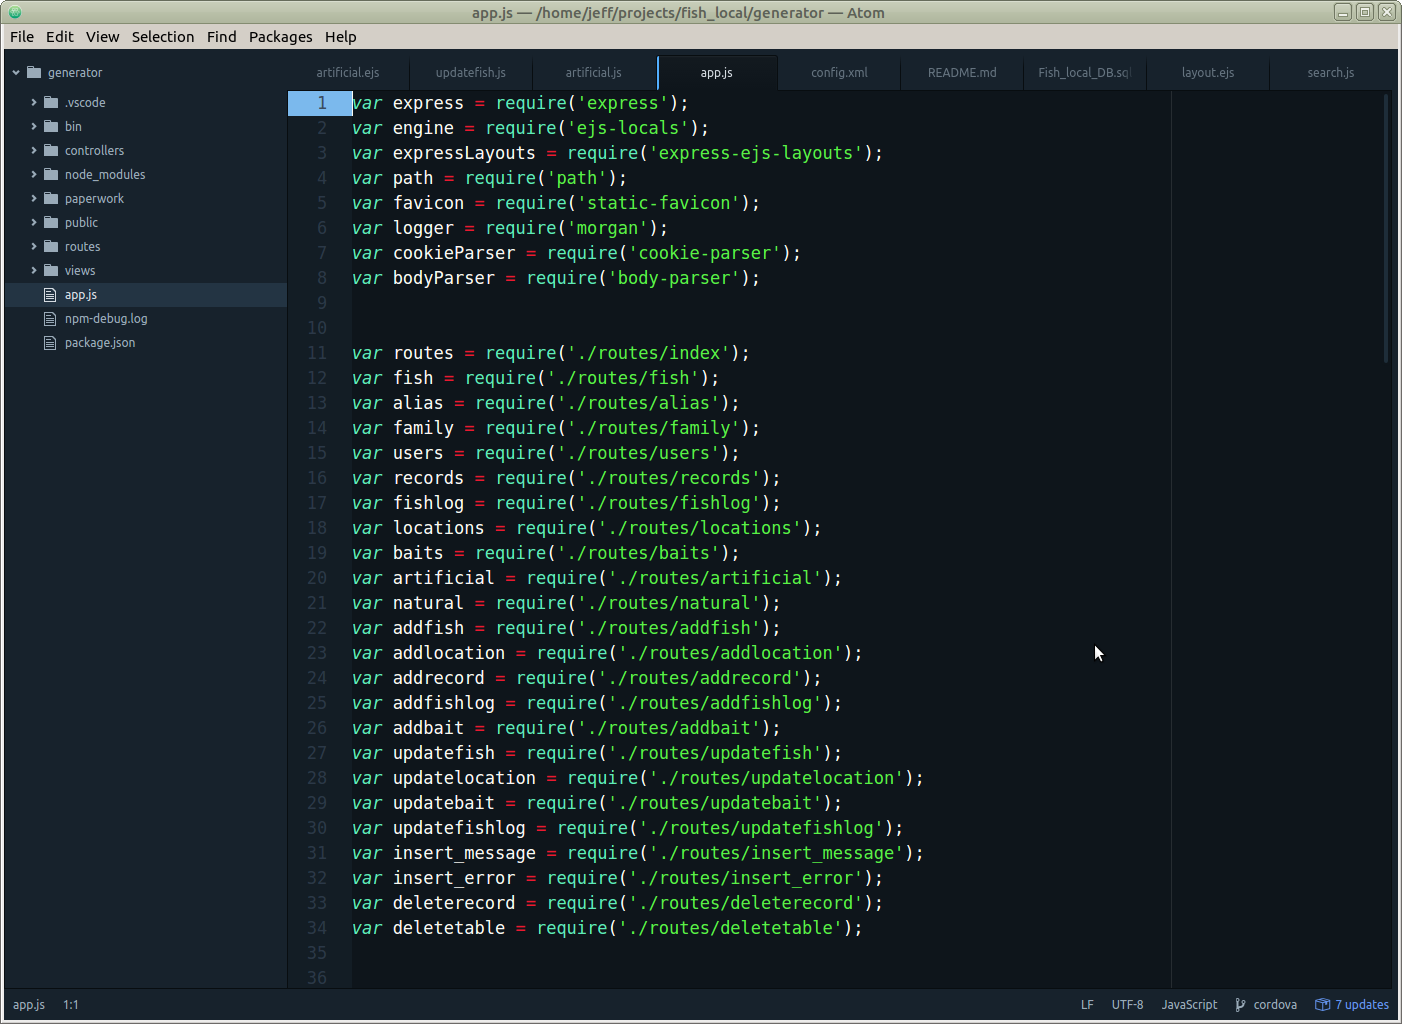 app.js — /home/jeff/projects/fish_local/generator — Atom
File Edit View Selection Find Packages Help
generator
.vscode
bin
controllers
node_modules
paperwork
public
routes
views
app.js
npm-debug.log
package.json
artificial.ejs updatefish.js artificial.js app.js config.xml README.md Fish_local_DB.sql layout.ejs search.js
1 var express = require('express');
2 var engine = require('ejs-locals');
3 var expressLayouts = require('express-ejs-layouts');
4 var path = require('path');
5 var favicon = require('static-favicon');
6 var logger = require('morgan');
7 var cookieParser = require('cookie-parser');
8 var bodyParser = require('body-parser');
9
10
11 var routes = require('./routes/index');
12 var fish = require('./routes/fish');
13 var alias = require('./routes/alias');
14 var family = require('./routes/family');
15 var users = require('./routes/users');
16 var records = require('./routes/records');
17 var fishlog = require('./routes/fishlog');
18 var locations = require('./routes/locations');
19 var baits = require('./routes/baits');
20 var artificial = require('./routes/artificial');
21 var natural = require('./routes/natural');
22 var addfish = require('./routes/addfish');
23 var addlocation = require('./routes/addlocation');
24 var addrecord = require('./routes/addrecord');
25 var addfishlog = require('./routes/addfishlog');
26 var addbait = require('./routes/addbait');
27 var updatefish = require('./routes/updatefish');
28 var updatelocation = require('./routes/updatelocation');
29 var updatebait = require('./routes/updatebait');
30 var updatefishlog = require('./routes/updatefishlog');
31 var insert_message = require('./routes/insert_message');
32 var insert_error = require('./routes/insert_error');
33 var deleterecord = require('./routes/deleterecord');
34 var deletetable = require('./routes/deletetable');
35
36
app.js 1:1 LF UTF-8 JavaScript cordova 7 updates